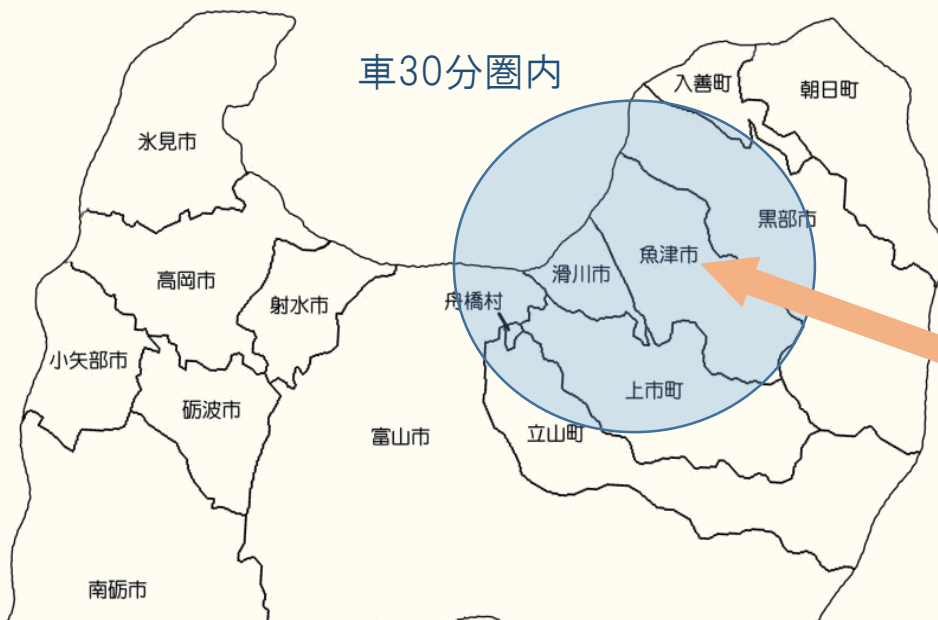 車30分圏内
入善町
朝日町
氷見市
黒部市
魚津市
滑川市
高岡市
射水市
舟橋村
小矢部市
上市町
砺波市
富山市
立山町
南砺市